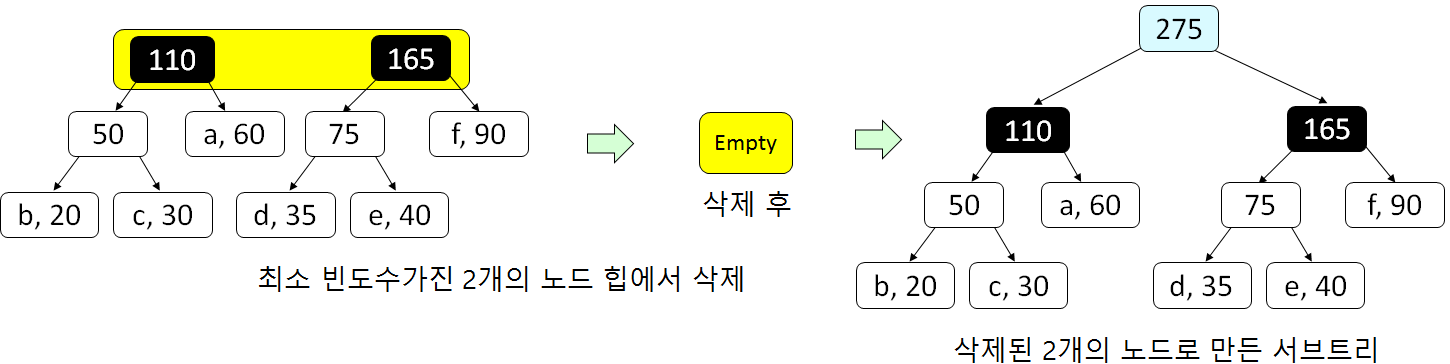 110
165
50
a, 60
75
f, 90
b, 20
c, 30
d, 35
e, 40
최소 빈도수가진 2개의 노드 힙에서 삭제
Empty
삭제 후
275
110
165
50
a, 60
75
f, 90
b, 20
c, 30
d, 35
e, 40
삭제된 2개의 노드로 만든 서브트리